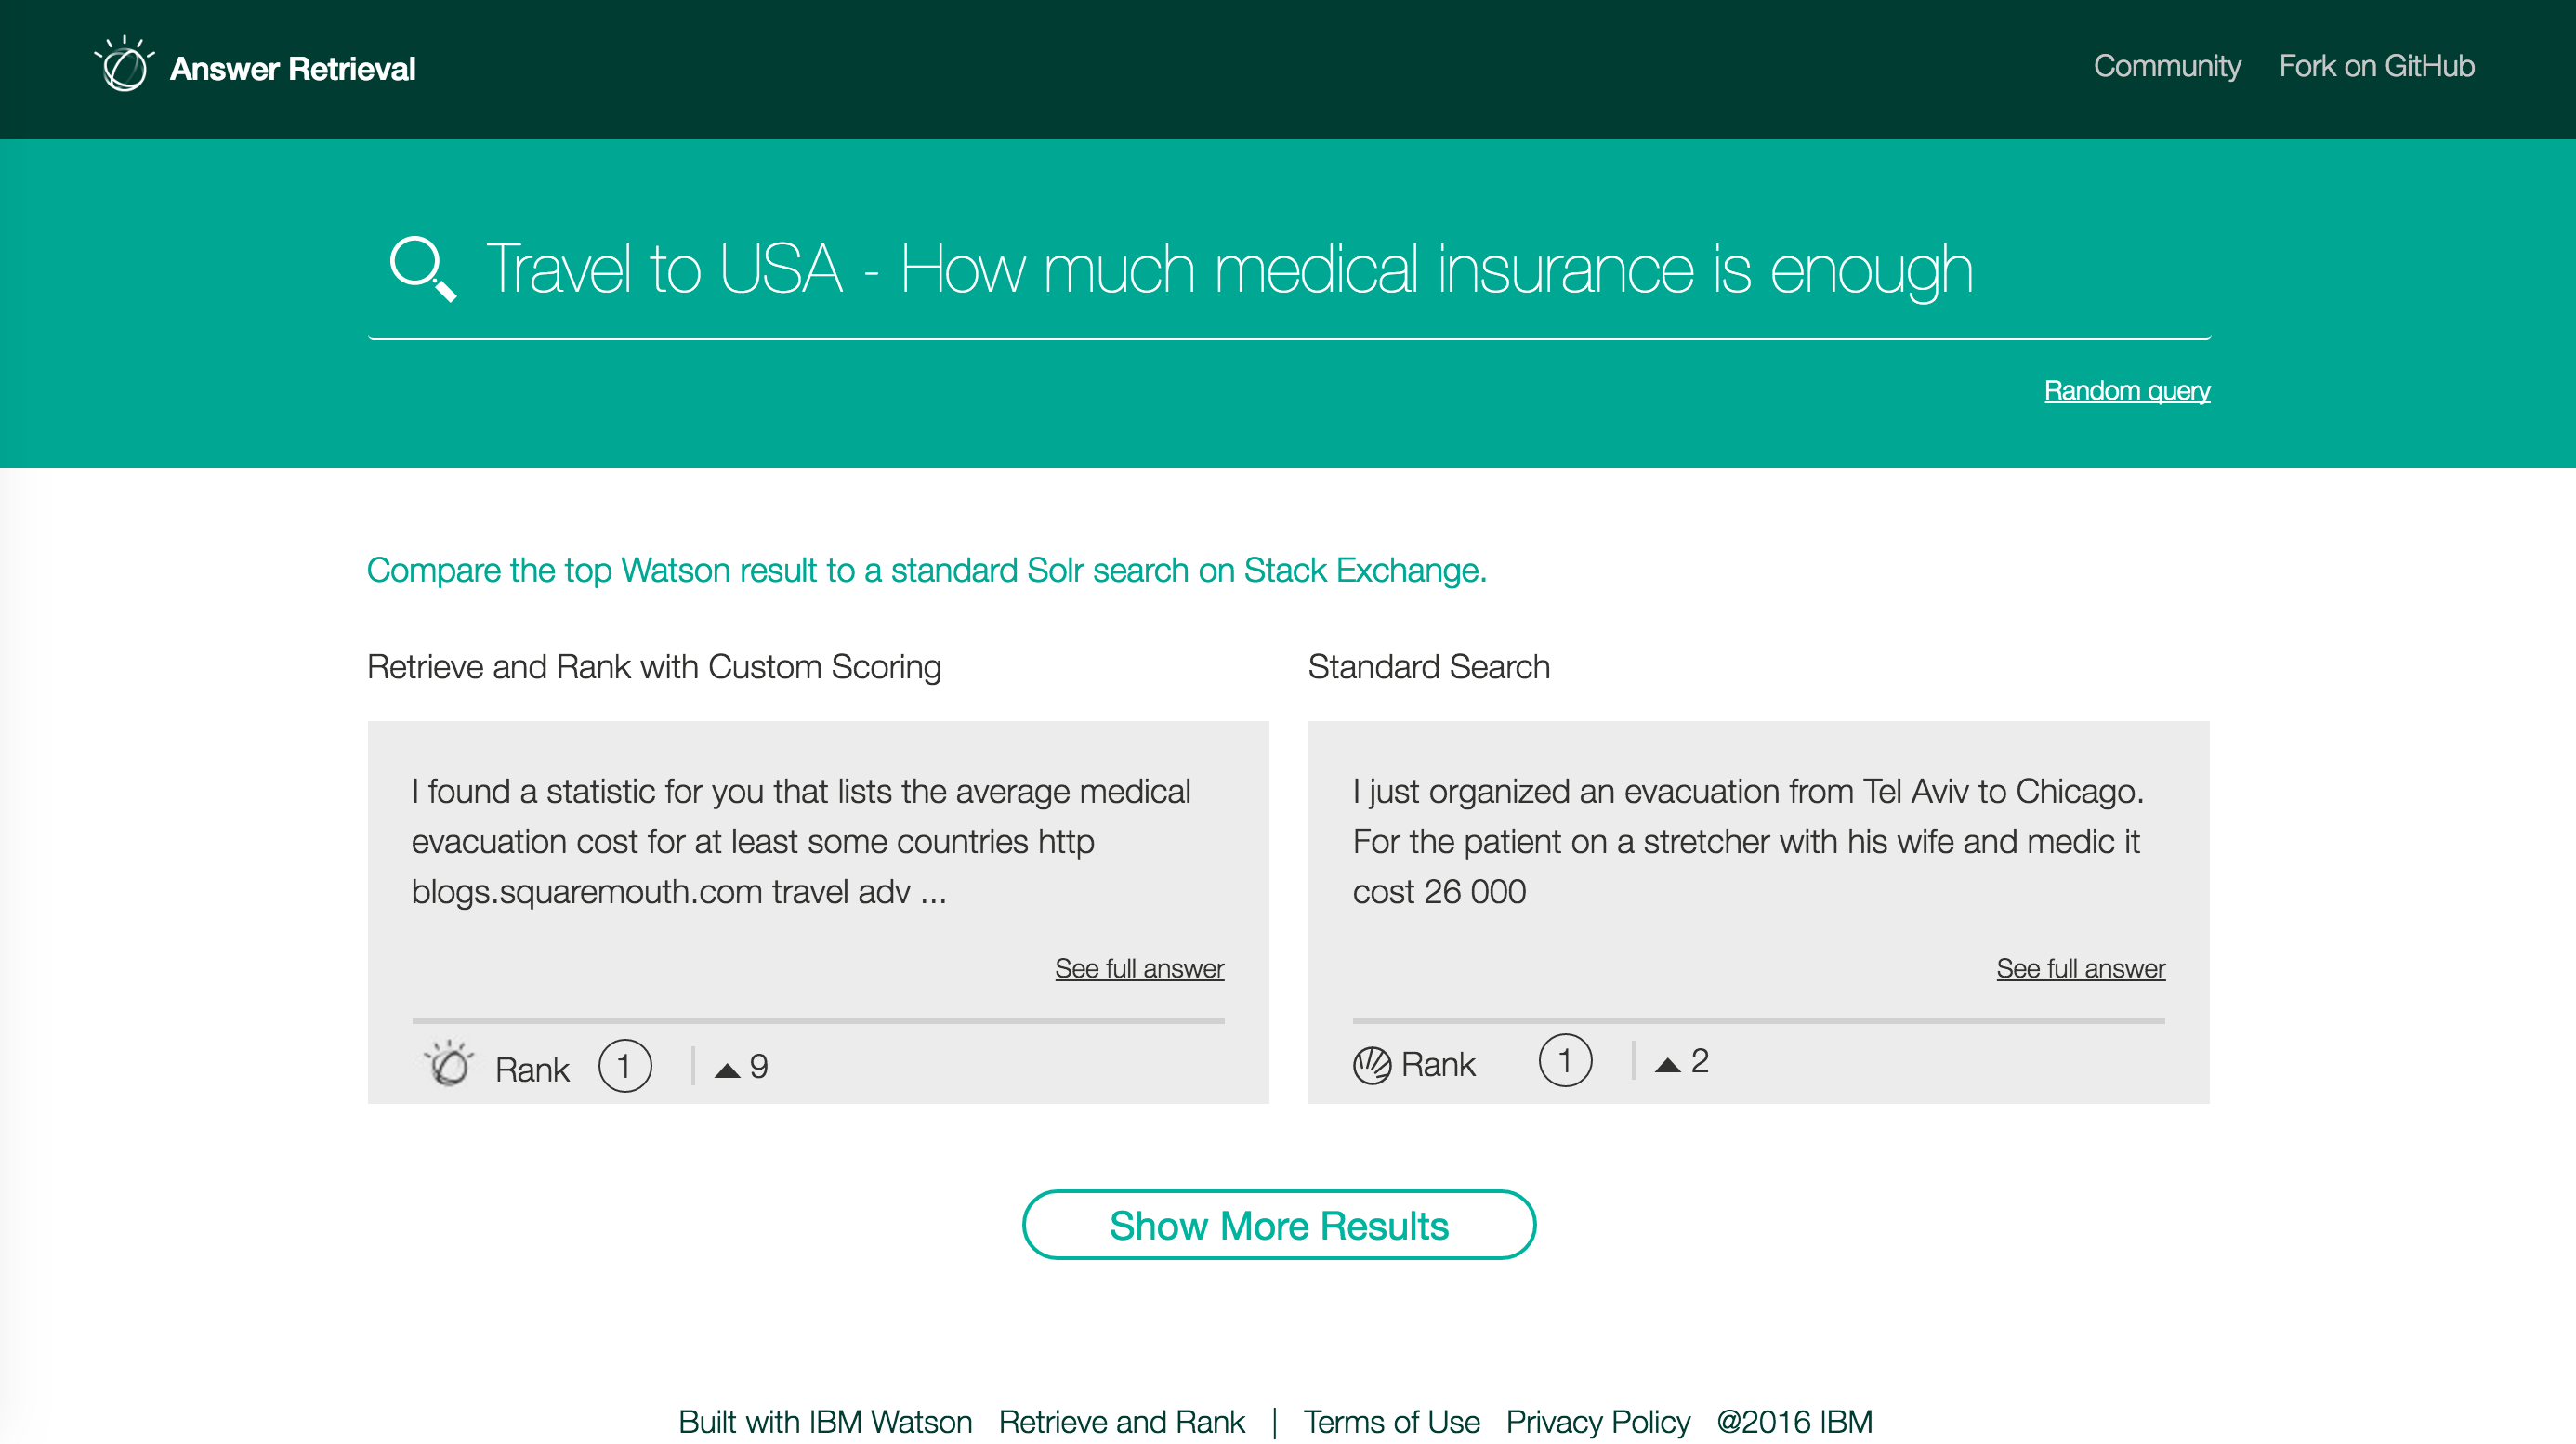 Answer Retrieval
Community Fork on GitHub
Travel to USA - How much medical insurance is enough
Random query
Compare the top Watson result to a standard Solr search on Stack Exchange.
Retrieve and Rank with Custom Scoring
I found a statistic for you that lists the average medical
evacuation cost for at least some countries http
blogs.squaremouth.com travel adv ...
See full answer
Rank 1 | ▲ 9
Standard Search
I just organized an evacuation from Tel Aviv to Chicago.
For the patient on a stretcher with his wife and medic it
cost 26 000
See full answer
Rank 1 | ▲ 2
Show More Results
Built with IBM Watson Retrieve and Rank | Terms of Use Privacy Policy @2016 IBM